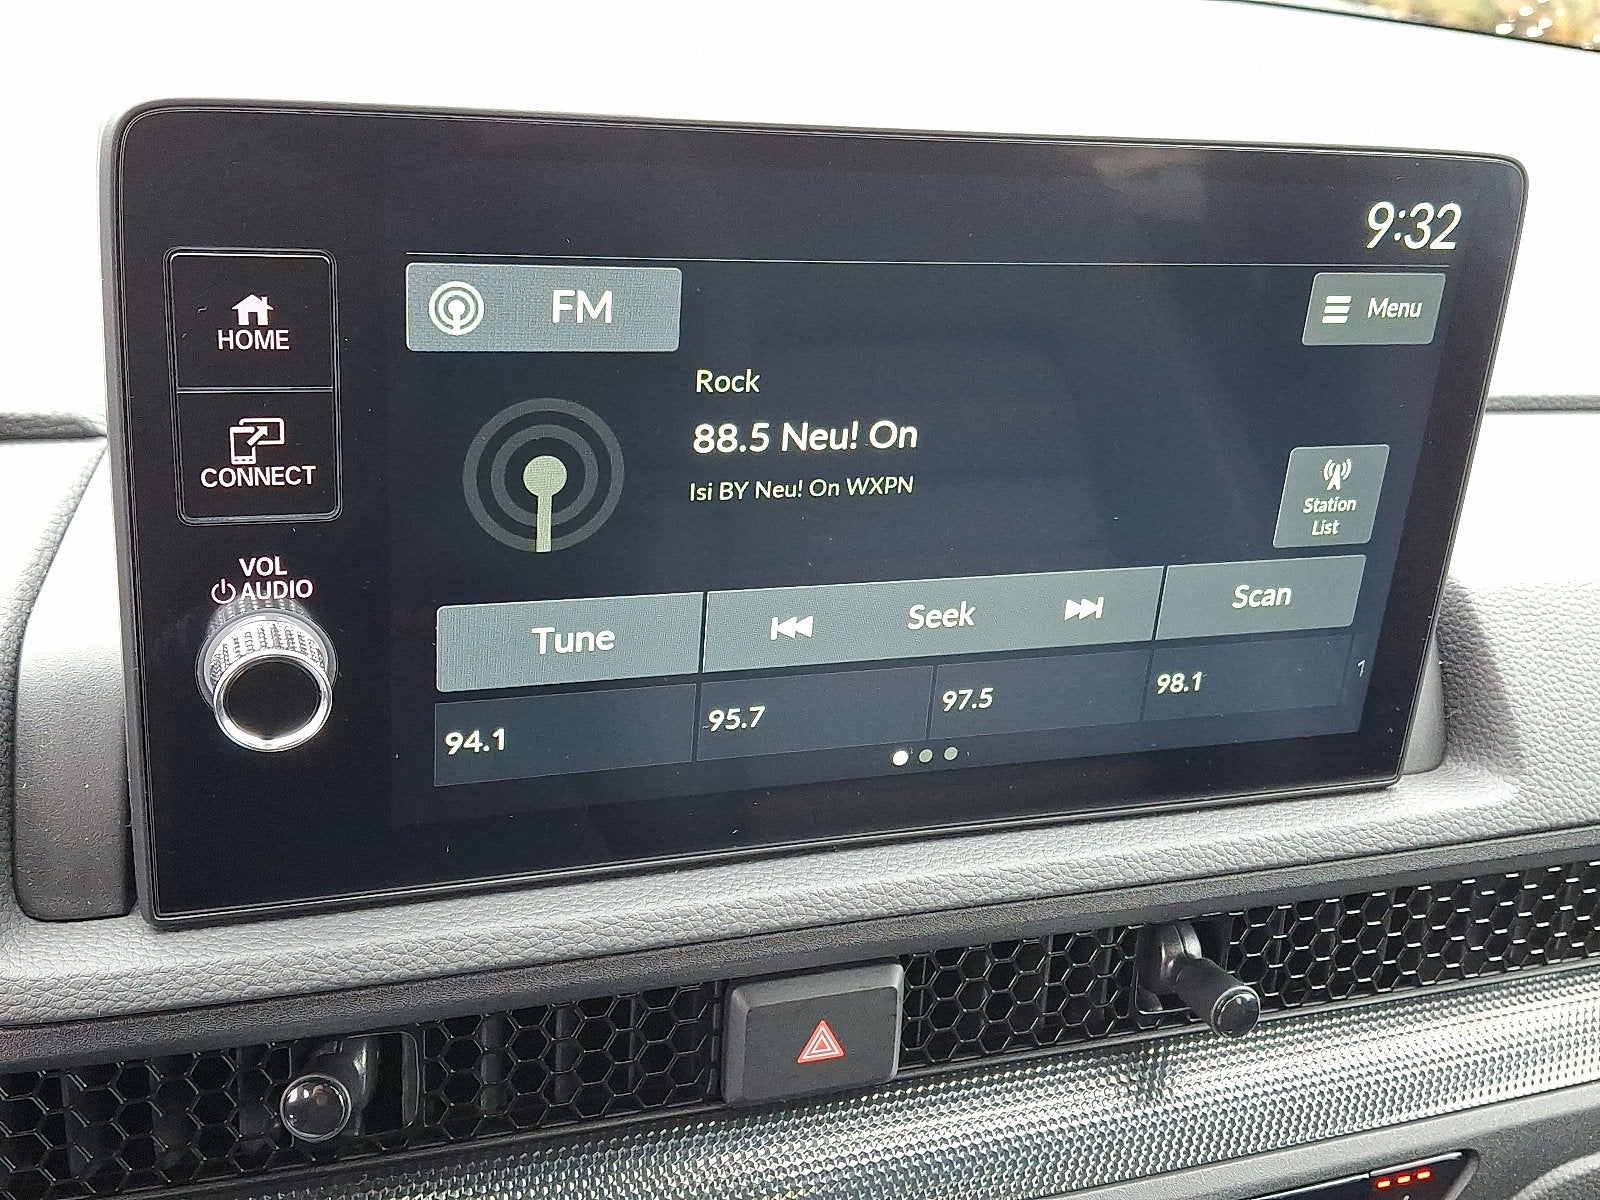 9:32
HOME
FM
Menu
Rock
88.5 Neu! On
Isi BY Neu! On WXPN
CONNECT
Station
List
VOL
AUDIO
Tune
Seek
Scan
94.1
95.7
97.5
98.1